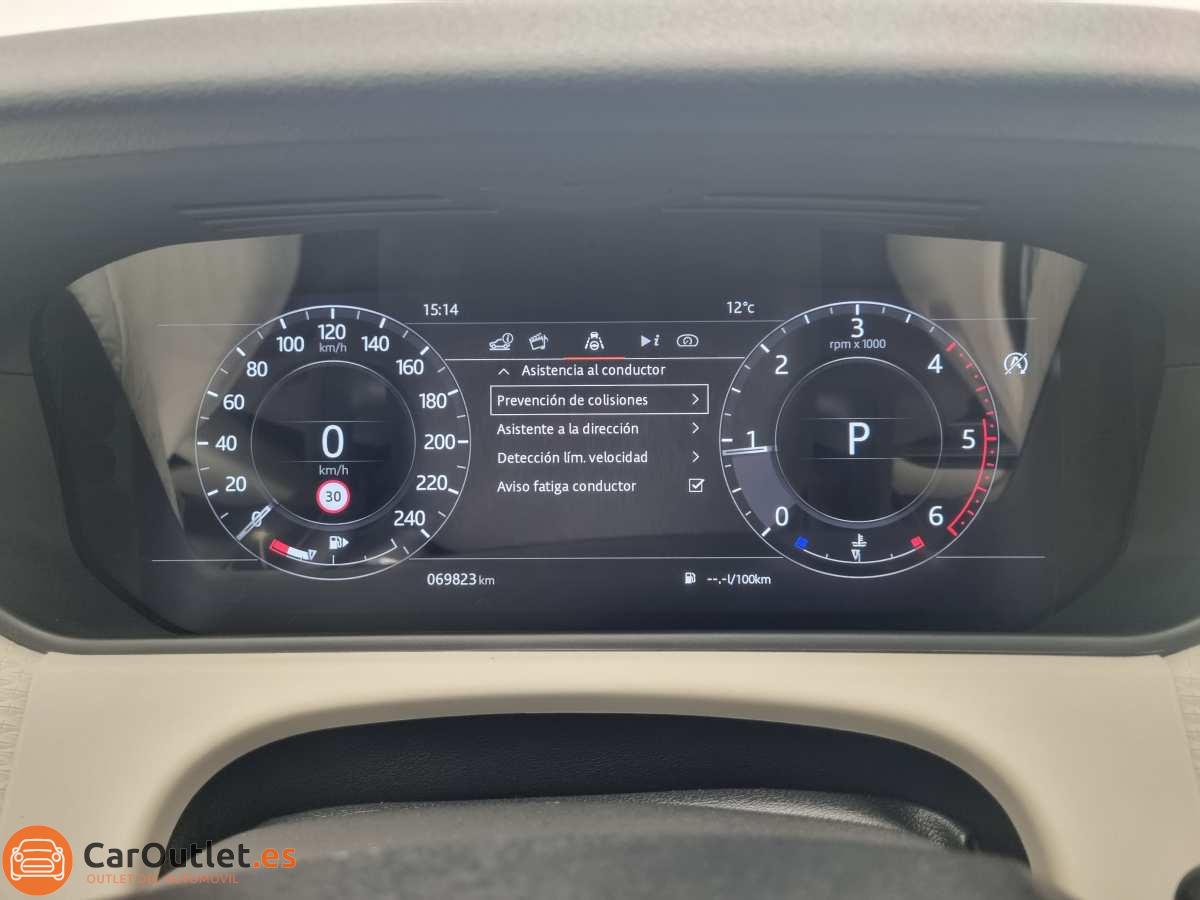 15:14
12°c
120
km/h
100
140
80
160
60
180
40
200
20
220
0
240
0
km/h
30
i
Asistencia al conductor
Prevención de colisiones
Asistente a la dirección
Detección lím. velocidad
Aviso fatiga conductor
3
rpm x 1000
2
4
1
5
0
6
P
A
069823 km
--.-l/100km
CarOutlet.es
OUTLET DEL AUTOMOVIL